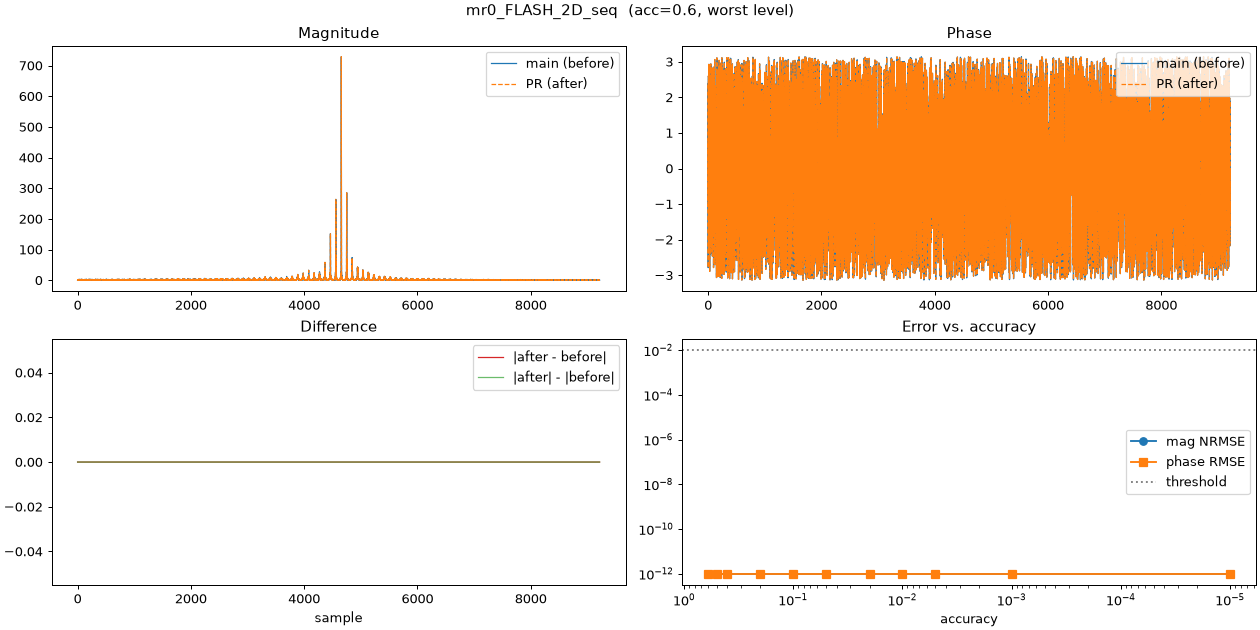 mr0_FLASH_2D_seq  (acc=0.6, worst level)
Magnitude
main (before)
PR (after)
700
600
500
400
300
200
100
0
0 2000 4000 6000 8000
Phase
main (before)
PR (after)
3
2
1
0
−1
−2
−3
0 2000 4000 6000 8000
Difference
|after - before|
|after| - |before|
0.04
0.02
0.00
−0.02
−0.04
0 2000 4000 6000 8000
sample
Error vs. accuracy
mag NRMSE
phase RMSE
threshold
10⁻²
10⁻⁴
10⁻⁶
10⁻⁸
10⁻¹⁰
10⁻¹²
10⁰ 10⁻¹ 10⁻² 10⁻³ 10⁻⁴ 10⁻⁵
accuracy